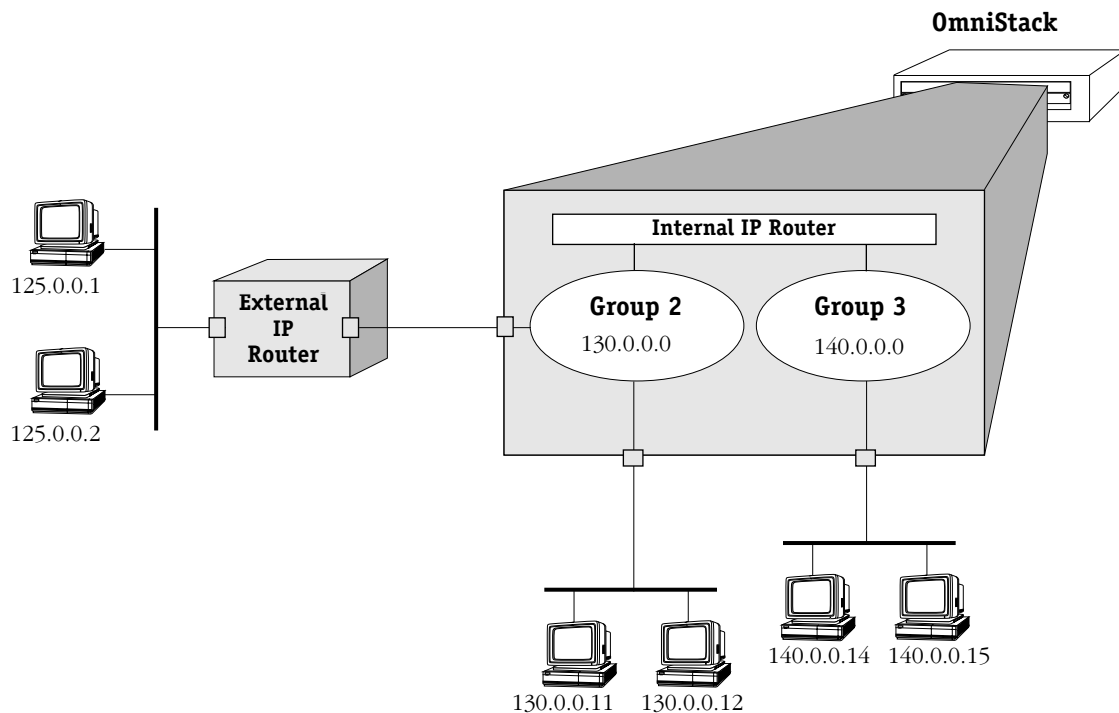 OmniStack
Internal IP Router
Group 2
130.0.0.0
Group 3
140.0.0.0
External
IP
Router
125.0.0.1
125.0.0.2
140.0.0.14
140.0.0.15
130.0.0.11
130.0.0.12